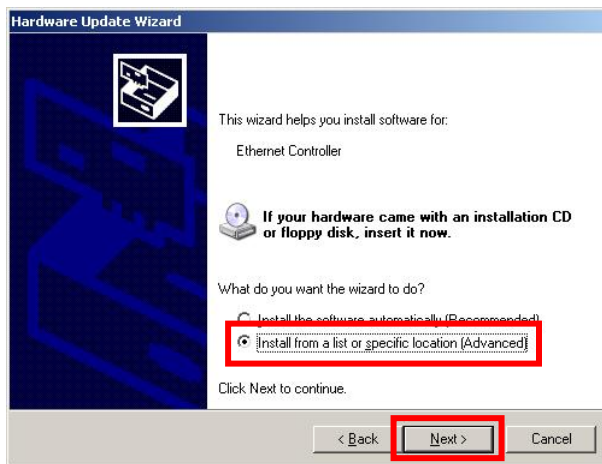 Hardware Update Wizard
This wizard helps you install software for:
Ethernet Controller
If your hardware came with an installation CD
or floppy disk, insert it now.
What do you want the wizard to do?
Install the software automatically (Recommended)
Install from a list or specific location (Advanced)
Click Next to continue.
< Back
Next >
Cancel